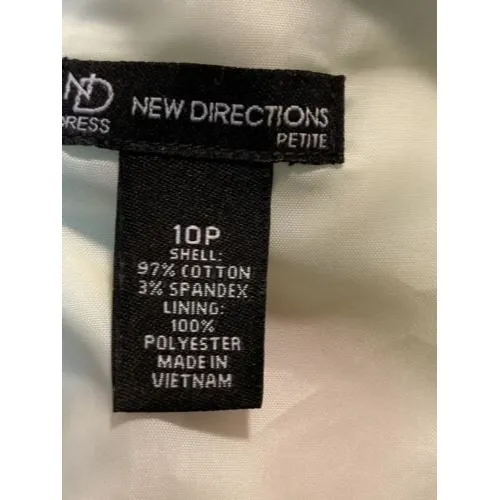 ND
DRESS
NEW DIRECTIONS
PETITE
10P
SHELL:
97% COTTON
3% SPANDEX
LINING:
100%
POLYESTER
MADE IN
VIETNAM